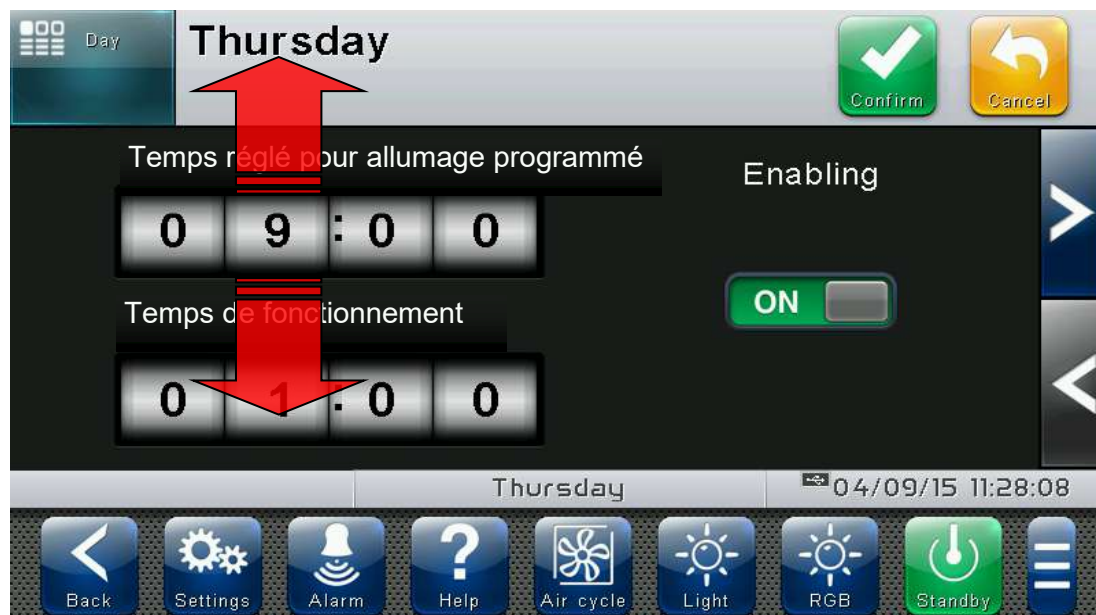 Day
Thursday
Confirm
Cancel
Temps réglé pour allumage programmé
Enabling
0 9 : 0 0
ON
Temps de fonctionnement
0 1 : 0 0
Thursday
04/09/15 11:28:08
Back
Settings
Alarm
? Help
Air cycle
Light
RGB
Standby